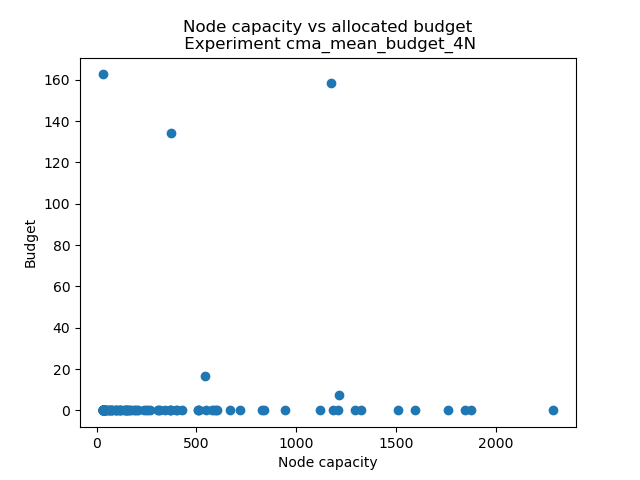 Node capacity vs allocated budget
Experiment cma_mean_budget_4N
160
140
120
100
80
60
40
20
0
Budget
0 500 1000 1500 2000
Node capacity